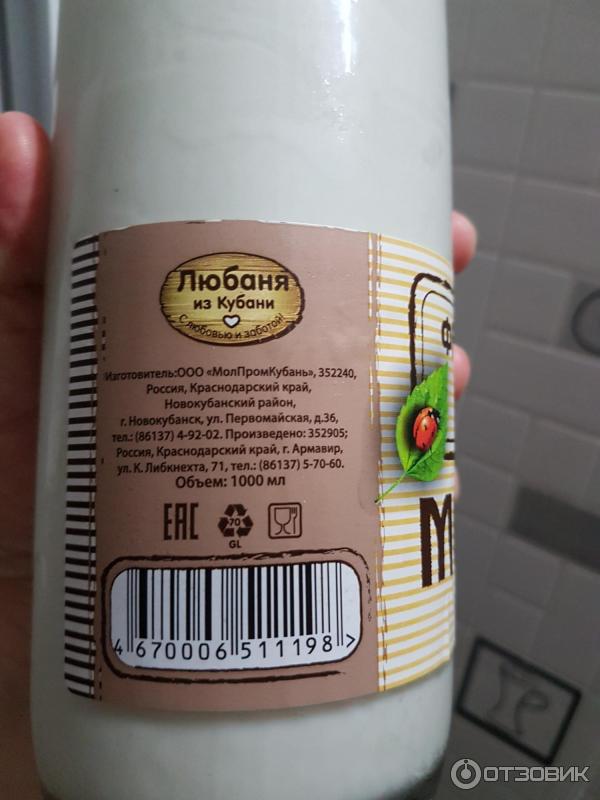 Любаня
из Кубани
С любовью и заботой!
Изготовитель:ООО «МолПромКубань», 352240,
Россия, Краснодарский край,
Новокубанский район,
г. Новокубанск, ул. Первомайская, д.36,
тел.: (86137) 4-92-02. Произведено: 352905;
Россия, Краснодарский край, г. Армавир,
ул. К. Либкнехта, 71, тел.: (86137) 5-70-60.
Объем: 1000 мл
EAC
70
GL
4 670006 511198 >
ОТЗОВИК